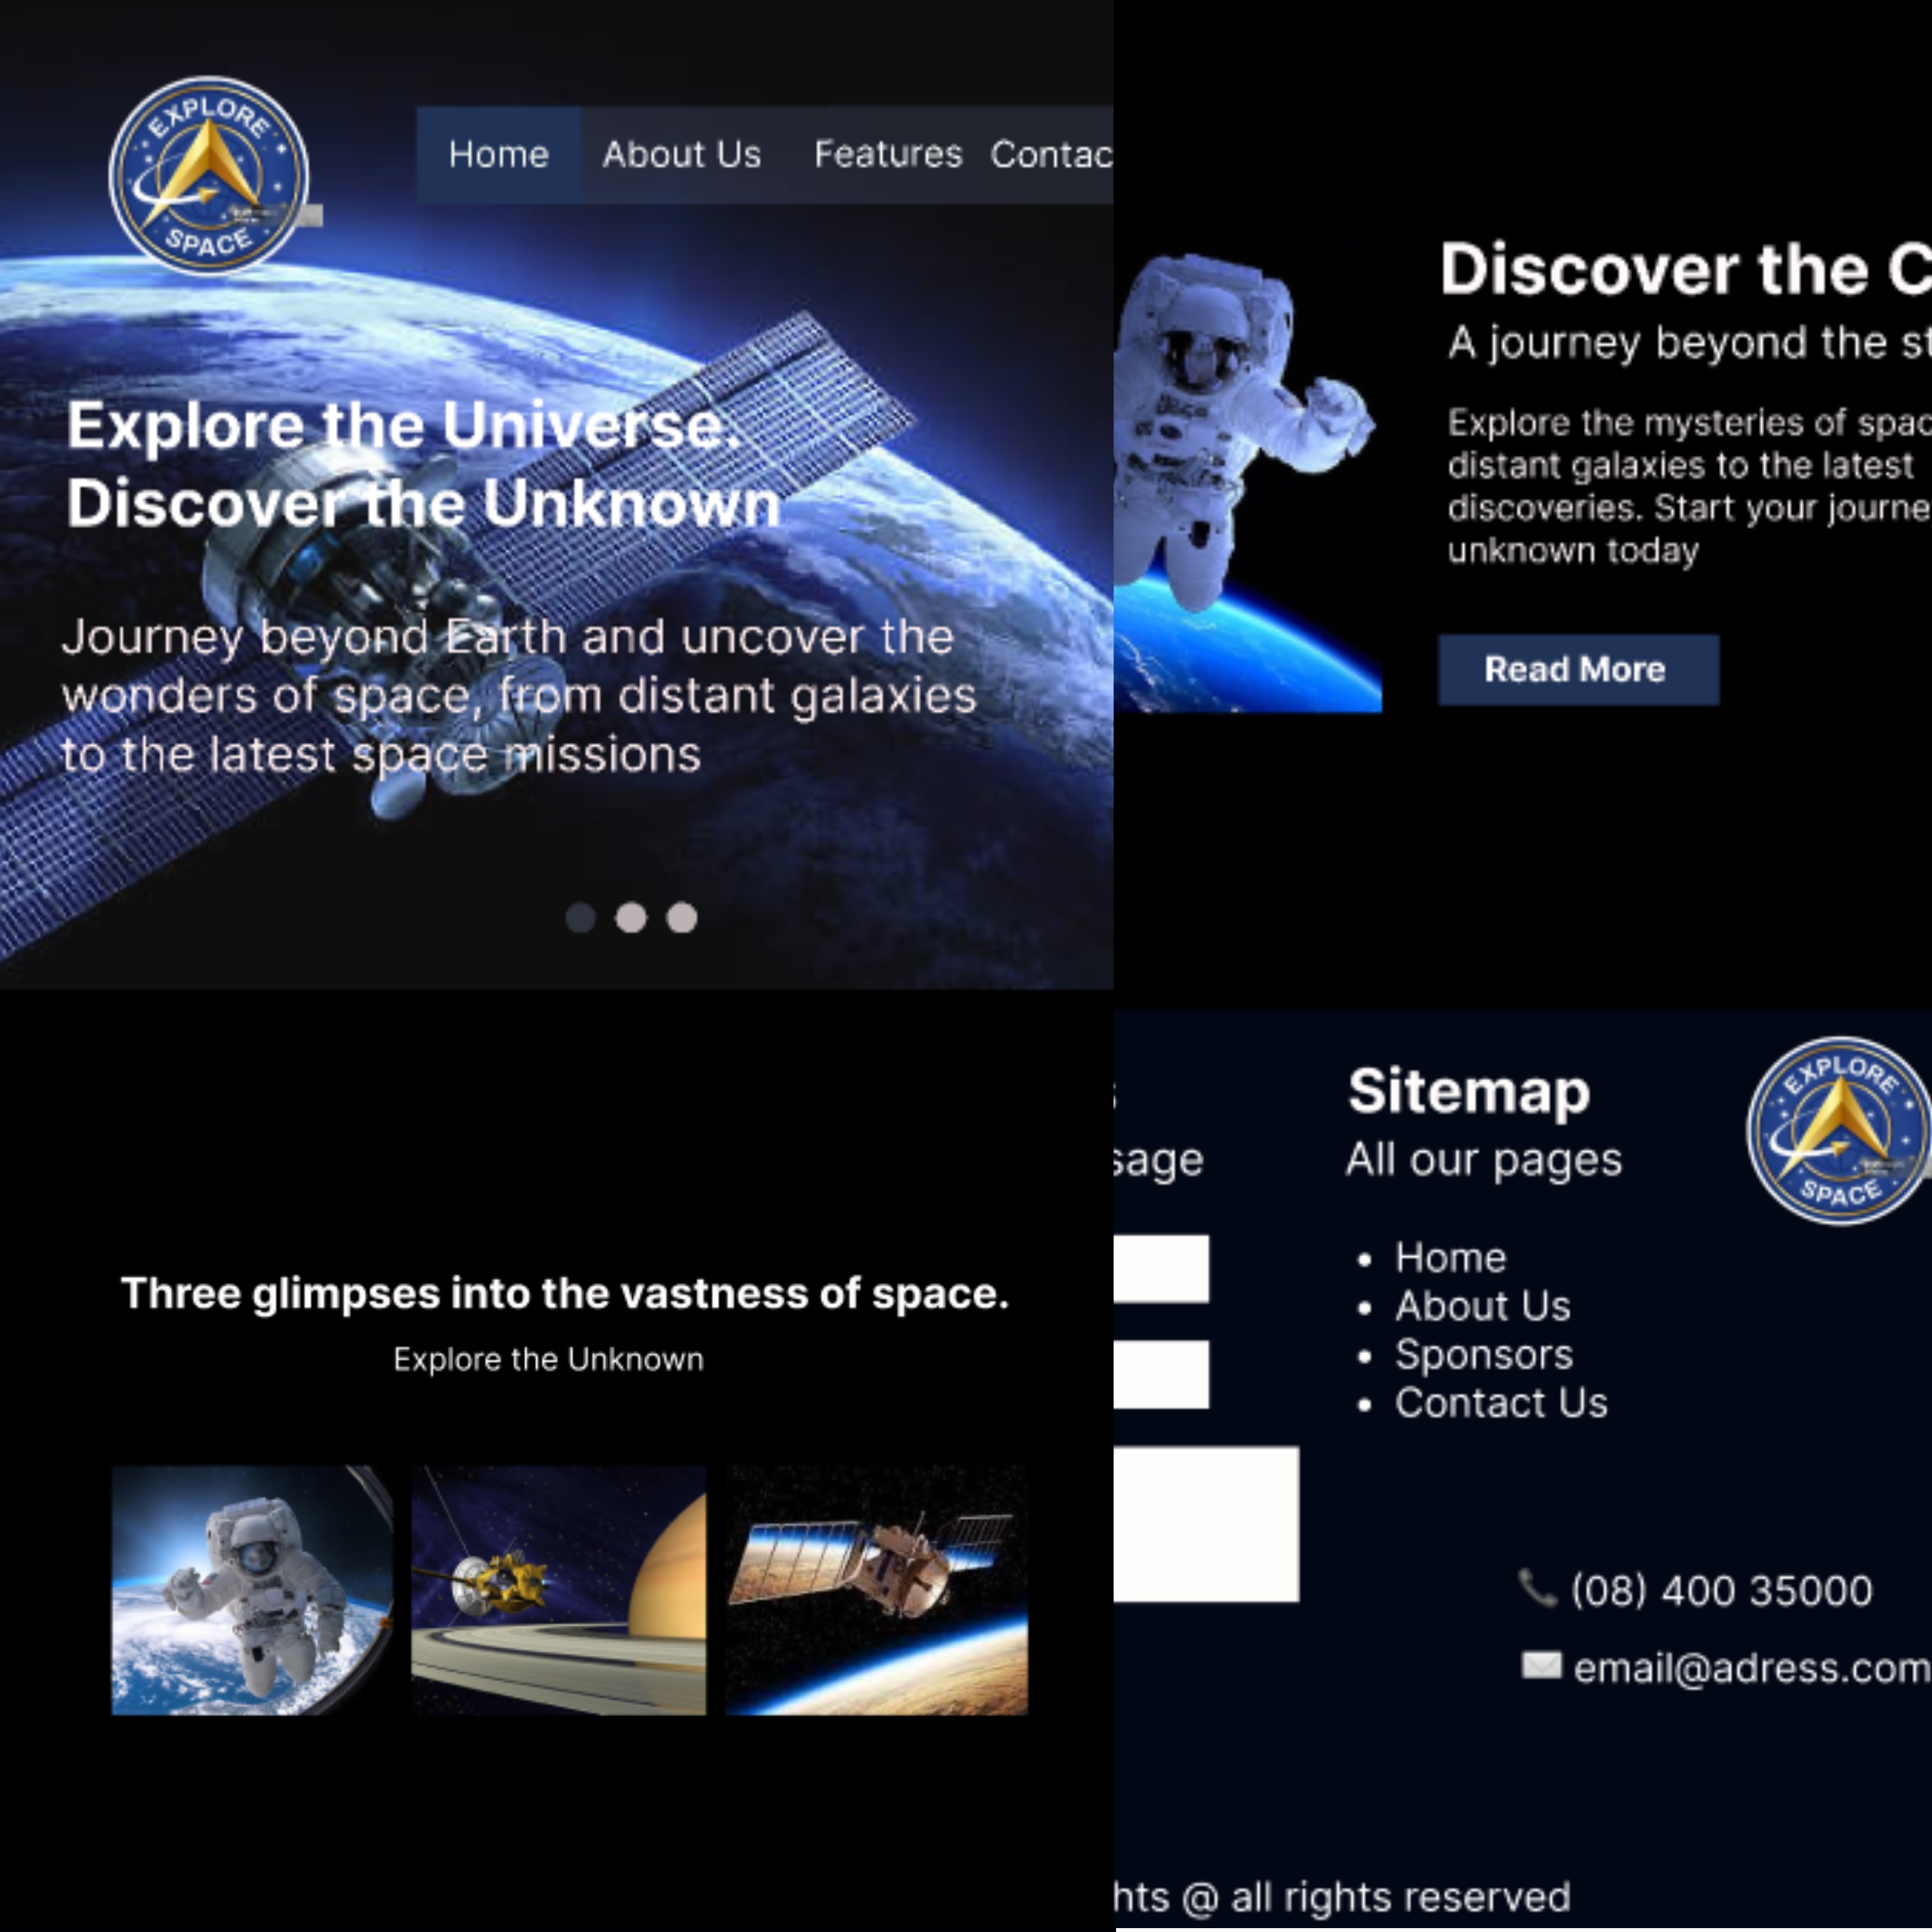 EXPLORE
SPACE
Home About Us Features Contac
Explore the Universe.
Discover the Unknown
Journey beyond Earth and uncover the
wonders of space, from distant galaxies
to the latest space missions
Discover the C
A journey beyond the st
Explore the mysteries of spac
distant galaxies to the latest
discoveries. Start your journe
unknown today
Read More
Three glimpses into the vastness of space.
Explore the Unknown
sage
Sitemap
All our pages
EXPLORE
SPACE
• Home
• About Us
• Sponsors
• Contact Us
(08) 400 35000
email@adress.com
hts @ all rights reserved